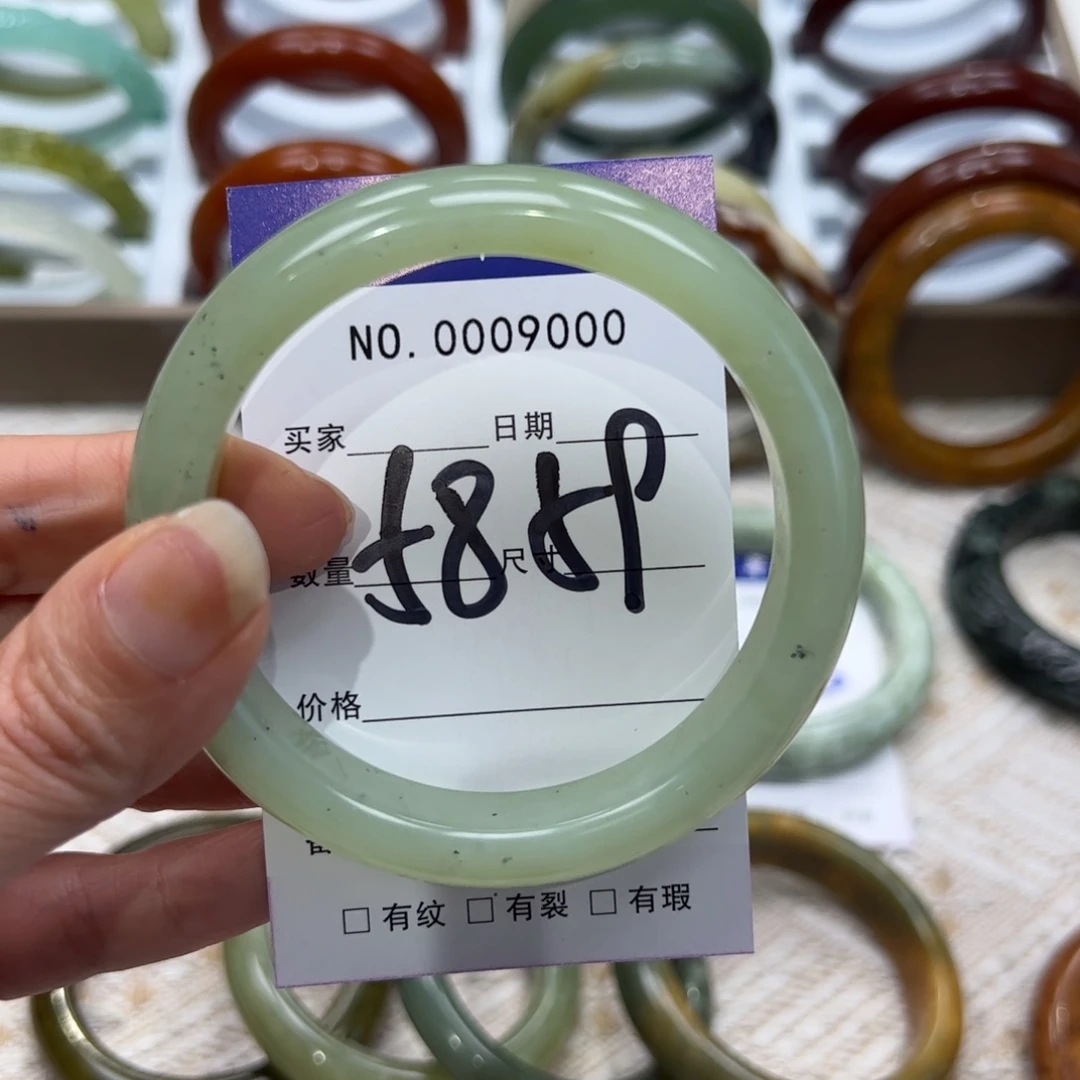 NO. 0009000
买家 日期
数量 尺寸
价格
□ 有纹 □ 有裂 □ 有瑕